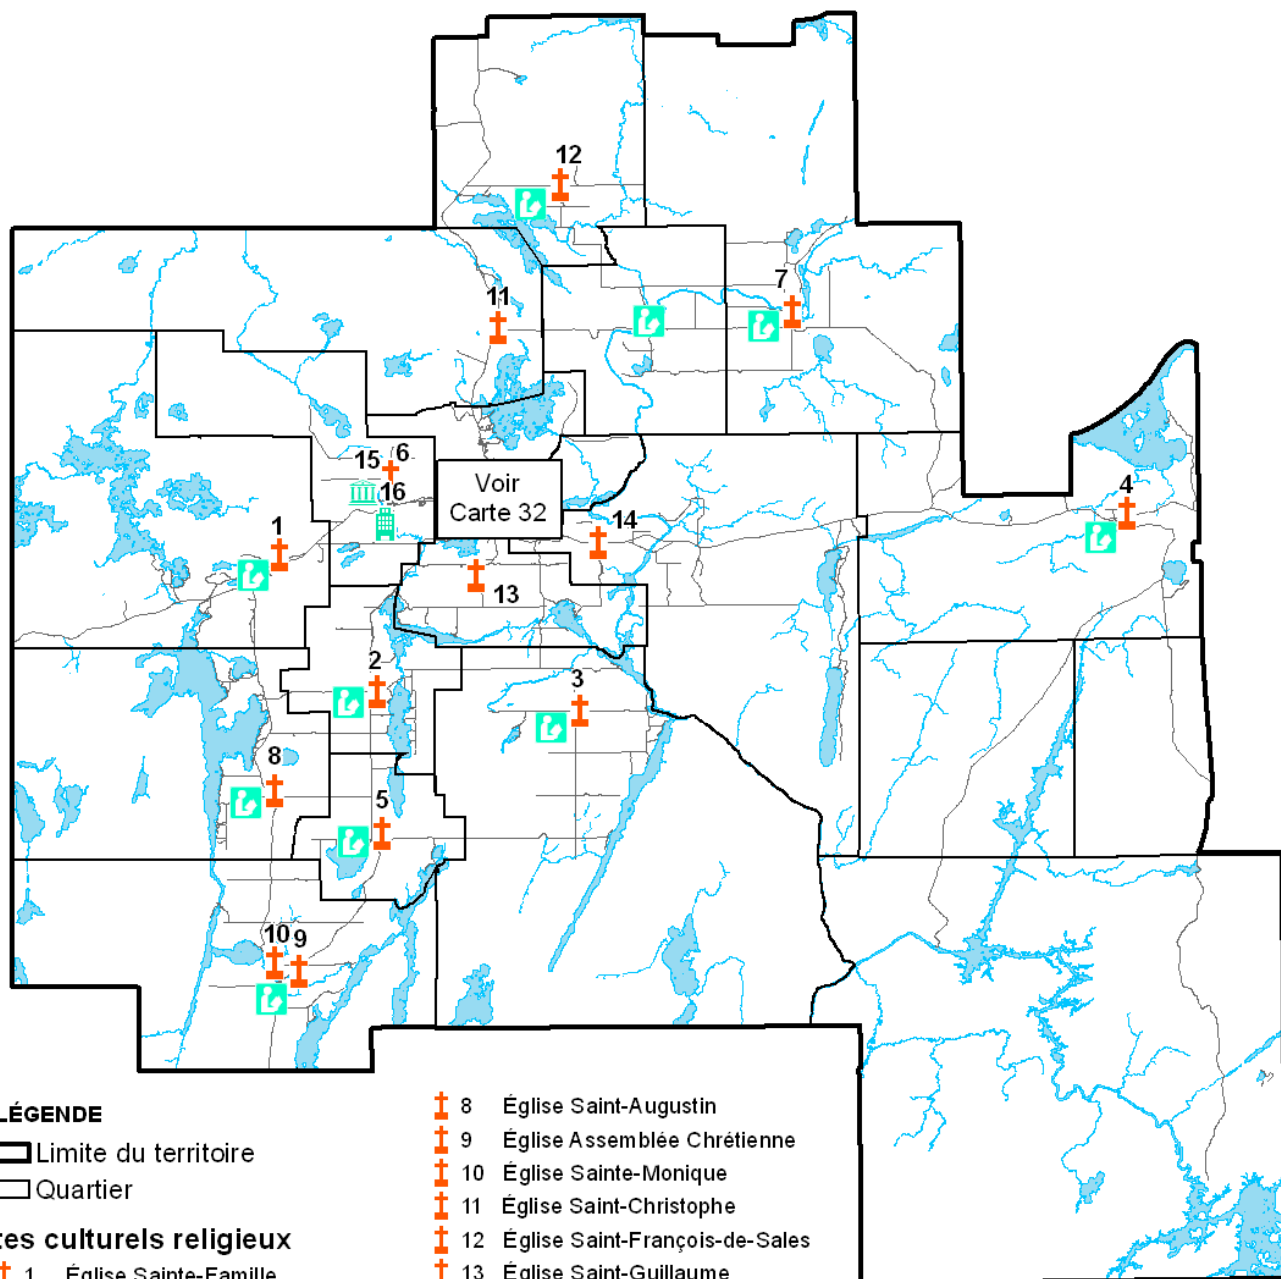 12
7
11
6
15
Voir
16
Carte 32
4
14
1
13
2
3
8
5
10
9
LÉGENDE
Limite du territoire
Quartier
tes culturels religieux
1 Église Sainte-Famille
8 Église Saint-Augustin
9 Église Assemblée Chrétienne
10 Église Sainte-Monique
11 Église Saint-Christophe
12 Église Saint-François-de-Sales
13 Église Saint-Guillaume